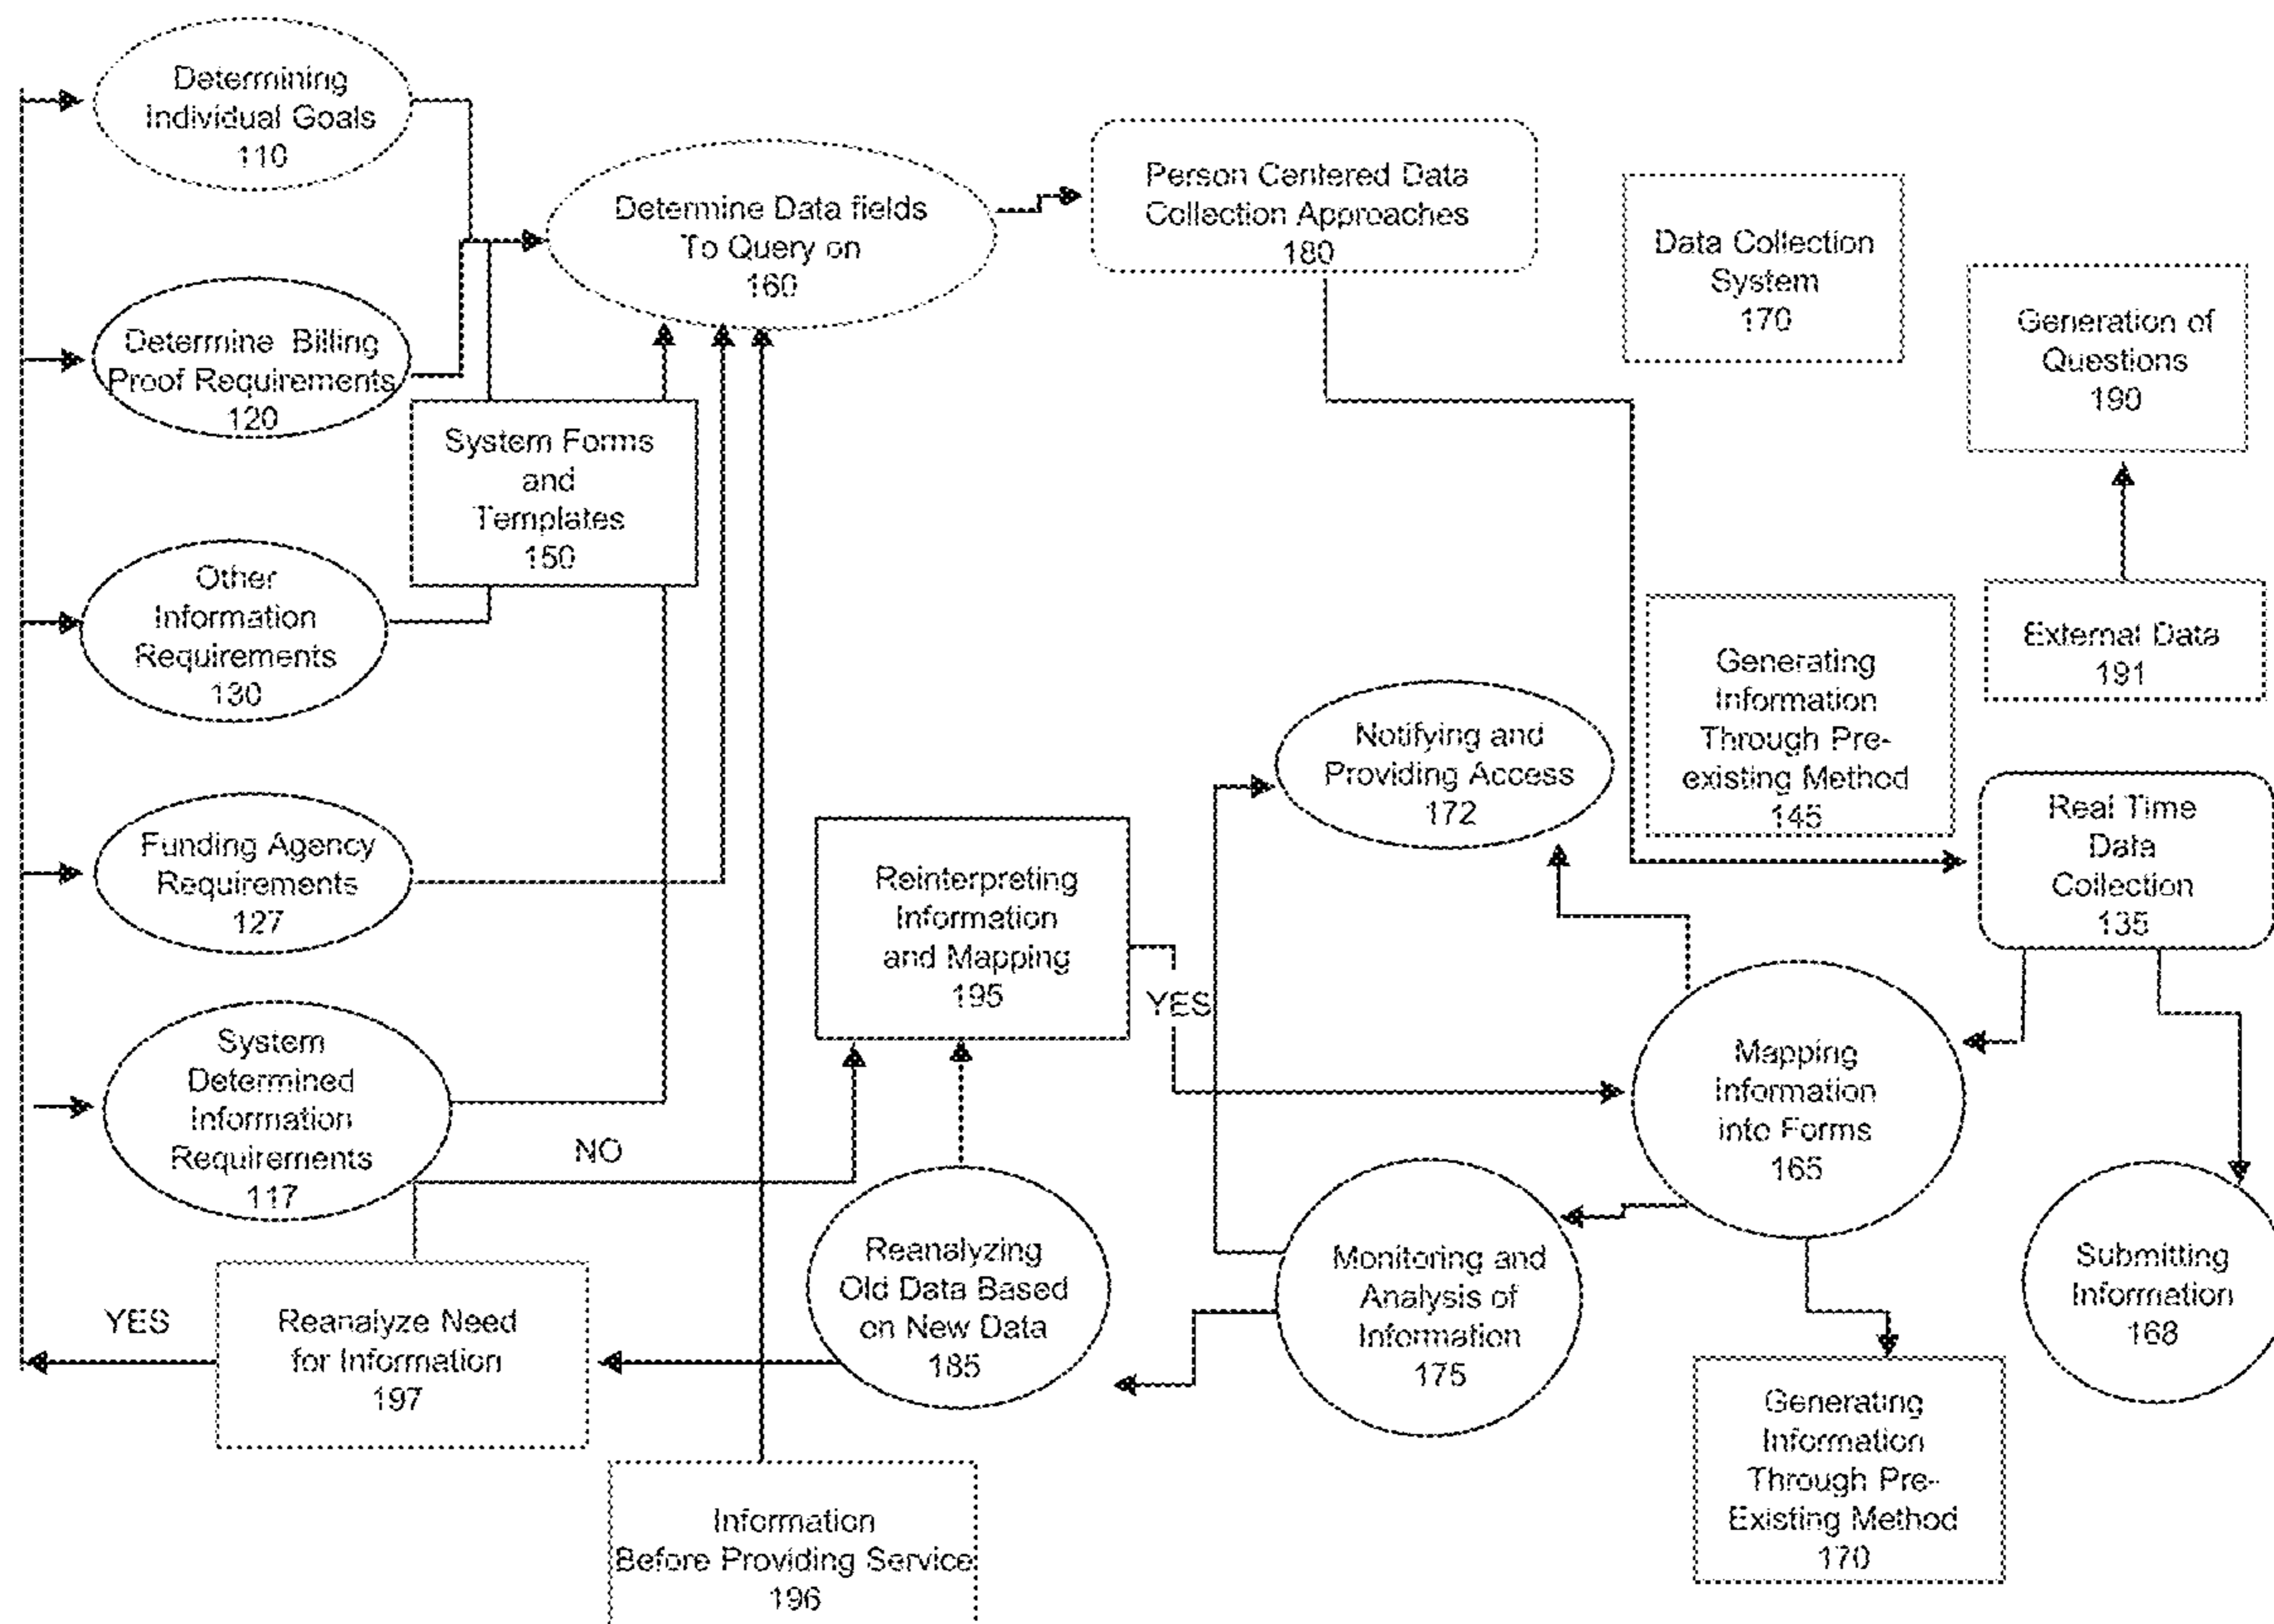 Determining
Individual Goals
110
Determine Billing
Proof Requirements
120
Other
Information
Requirements
130
Funding Agency
Requirements
127
System
Determined
Information
Requirements
117
System Forms
and
Templates
150
Determine Data fields
To Query on
160
Person Centered Data
Collection Approaches
180
Data Collection
System
170
Generation of
Questions
190
External Data
191
Generating
Information
Through Pre-
existing Method
145
Real Time
Data
Collection
135
Notifying and
Providing Access
172
Reinterpreting
Information
and Mapping
195
YES
Mapping
Information
into Forms
165
Submitting
Information
168
NO
Reanalyzing
Old Data Based
on New Data
185
Monitoring and
Analysis of
Information
175
YES
Reanalyze Need
for Information
197
Generating
Information
Through Pre-
Existing Method
170
Information
Before Providing Service
196